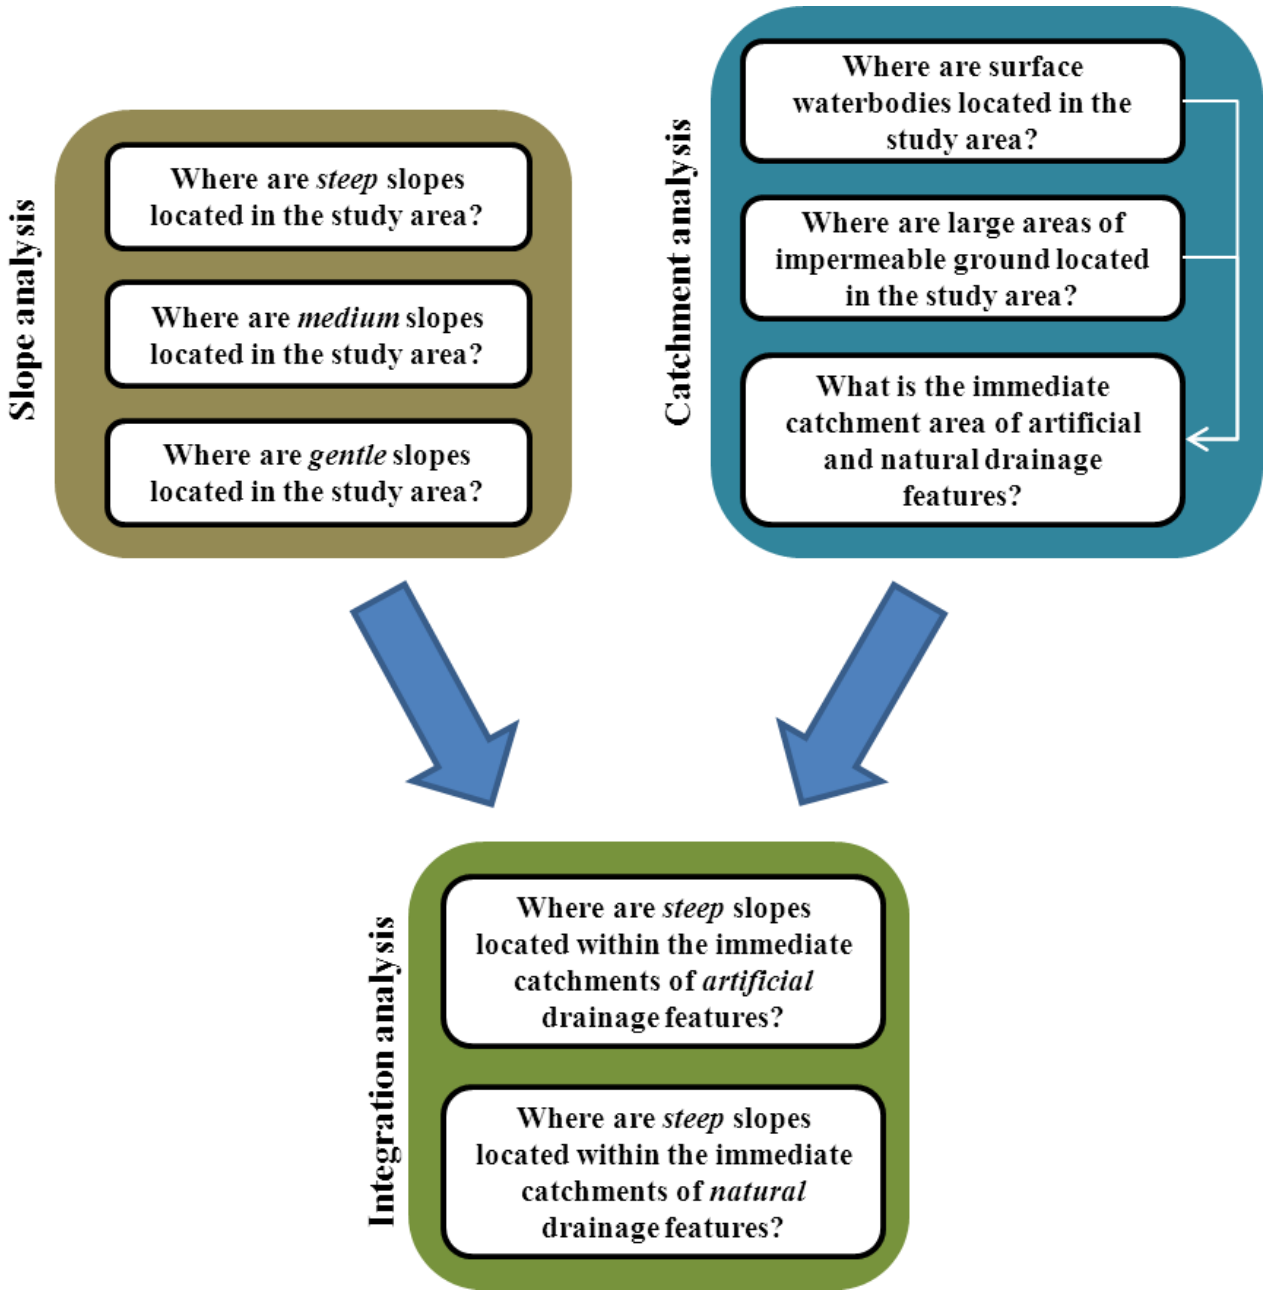 Slope analysis
Where are steep slopes
located in the study area?
Where are medium slopes
located in the study area?
Where are gentle slopes
located in the study area?
Catchment analysis
Where are surface
waterbodies located in the
study area?
Where are large areas of
impermeable ground located
in the study area?
What is the immediate
catchment area of artificial
and natural drainage
features?
Integration analysis
Where are steep slopes
located within the immediate
catchments of artificial
drainage features?
Where are steep slopes
located within the immediate
catchments of natural
drainage features?